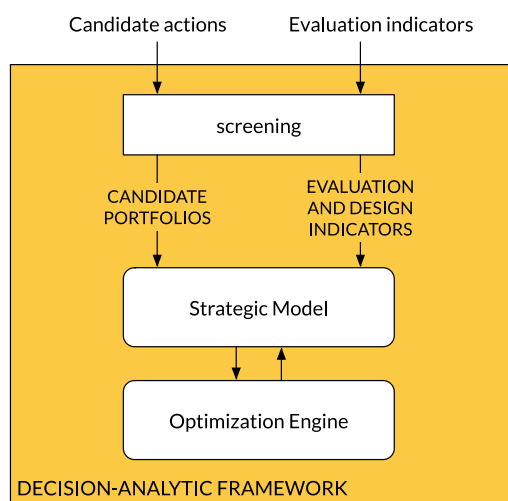 Candidate actions
Evaluation indicators
screening
CANDIDATE
PORTFOLIOS
EVALUATION
AND DESIGN
INDICATORS
Strategic Model
Optimization Engine
DECISION-ANALYTIC FRAMEWORK